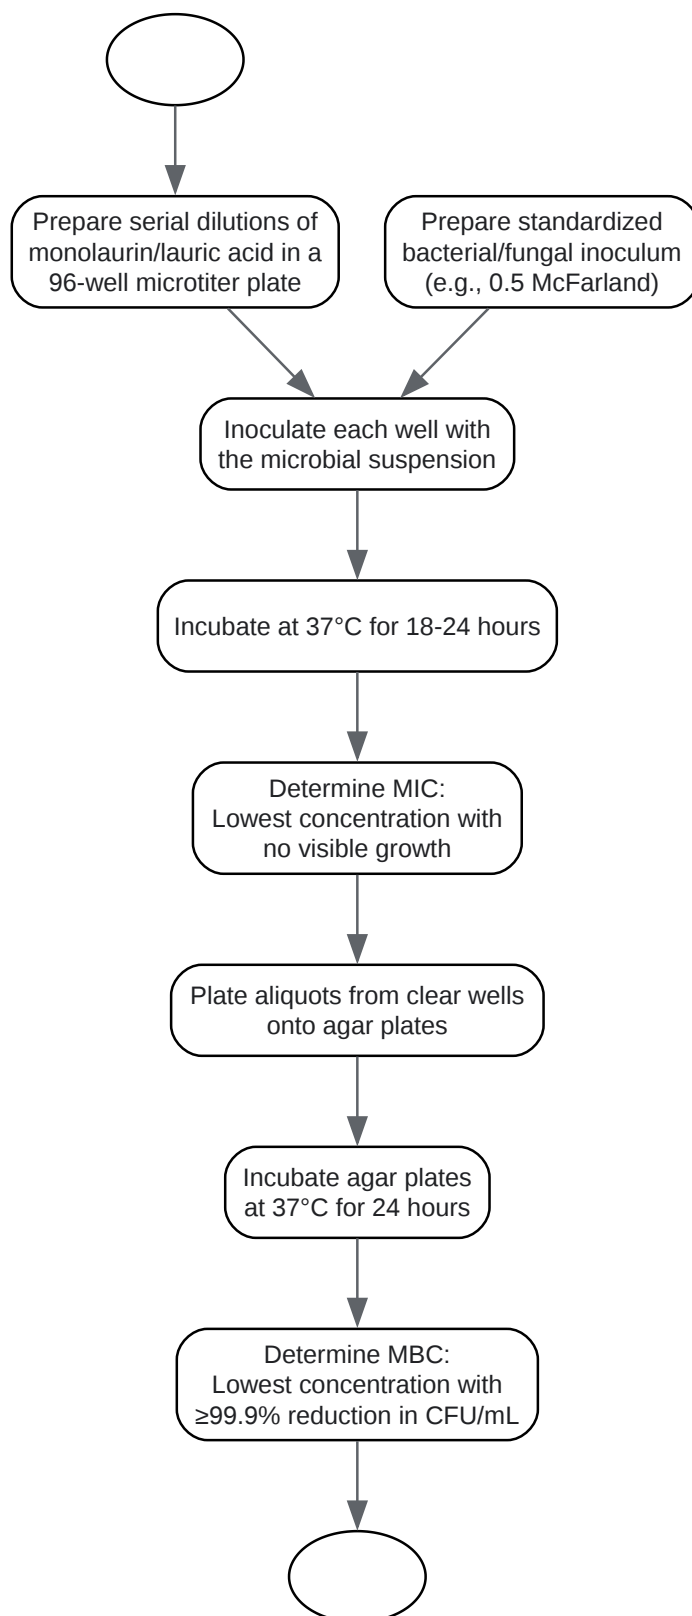 Prepare serial dilutions of
monolaurin/lauric acid in a
96-well microtiter plate
Prepare standardized
bacterial/fungal inoculum
(e.g., 0.5 McFarland)
Inoculate each well with
the microbial suspension
Incubate at 37°C for 18-24 hours
Determine MIC:
Lowest concentration with
no visible growth
Plate aliquots from clear wells
onto agar plates
Incubate agar plates
at 37°C for 24 hours
Determine MBC:
Lowest concentration with
≥99.9% reduction in CFU/mL